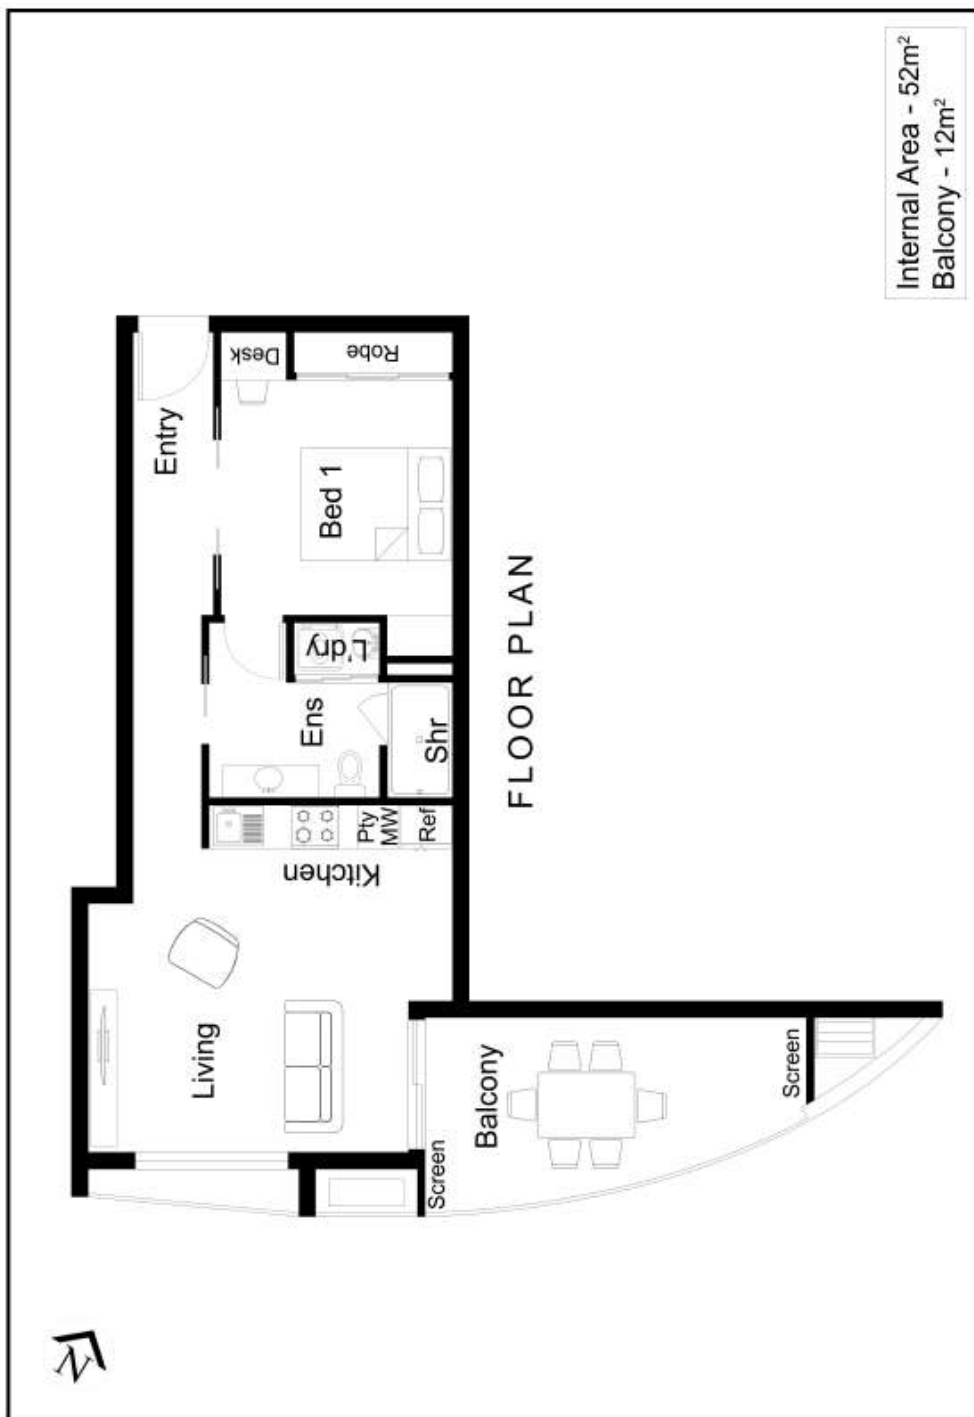 Internal Area - 52m²
Balcony - 12m²
Entry
Desk
Robe
Bed 1
L'dry
Ens
Shr
Kitchen
Pty
MW
Ref
Living
Balcony
Screen
Screen
FLOOR PLAN
N